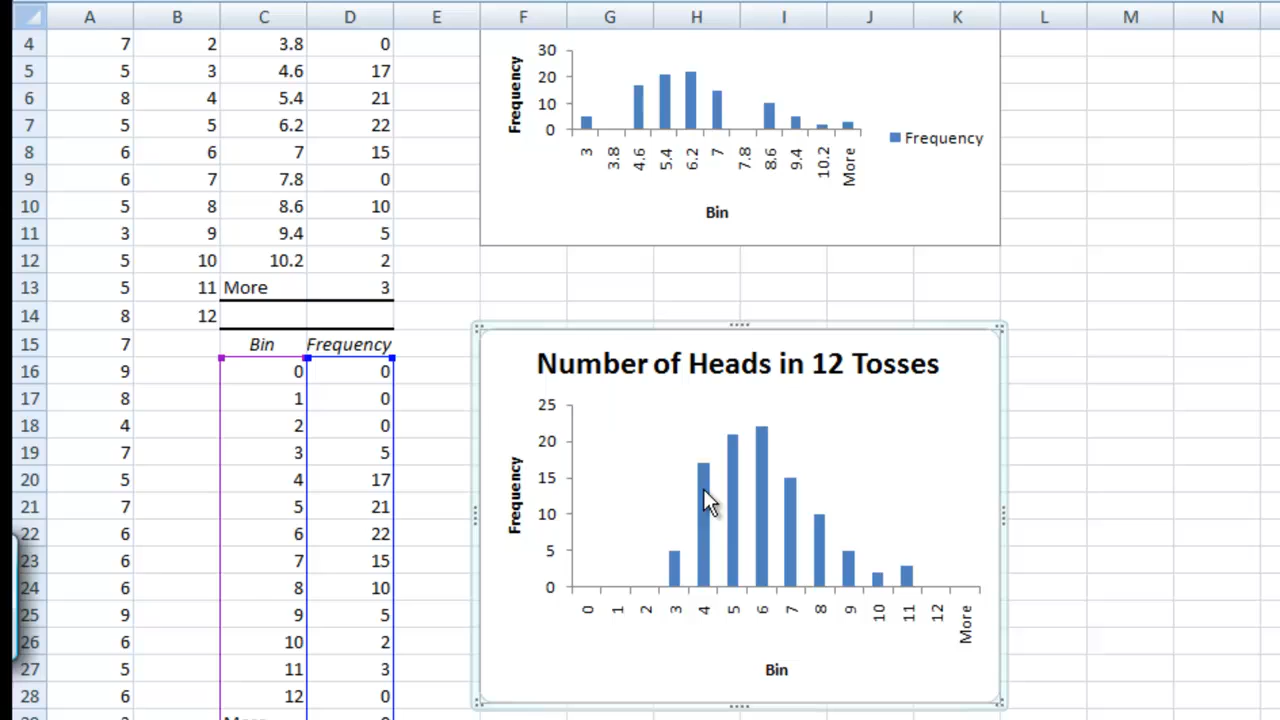 A B C D E F G H I J K L M N
4 7 2 3.8 0
5 5 3 4.6 17
6 8 4 5.4 21
7 5 5 6.2 22
8 6 6 7 15
9 6 7 7.8 0
10 5 8 8.6 10
11 3 9 9.4 5
12 5 10 10.2 2
13 5 11 More 3
14 8 12
15 7 Bin Frequency
16 9 0 0
17 8 1 0
18 4 2 0
19 7 3 5
20 5 4 17
21 7 5 21
22 6 6 22
23 6 7 15
24 6 8 10
25 9 9 5
26 6 10 2
27 5 11 3
28 6 12 0
Frequency
30
20
10
0
3 3.8 4.6 5.4 6.2 7 7.8 8.6 9.4 10.2 More
Bin
Frequency
Number of Heads in 12 Tosses
Frequency
25
20
15
10
5
0
0 1 2 3 4 5 6 7 8 9 10 11 12 More
Bin